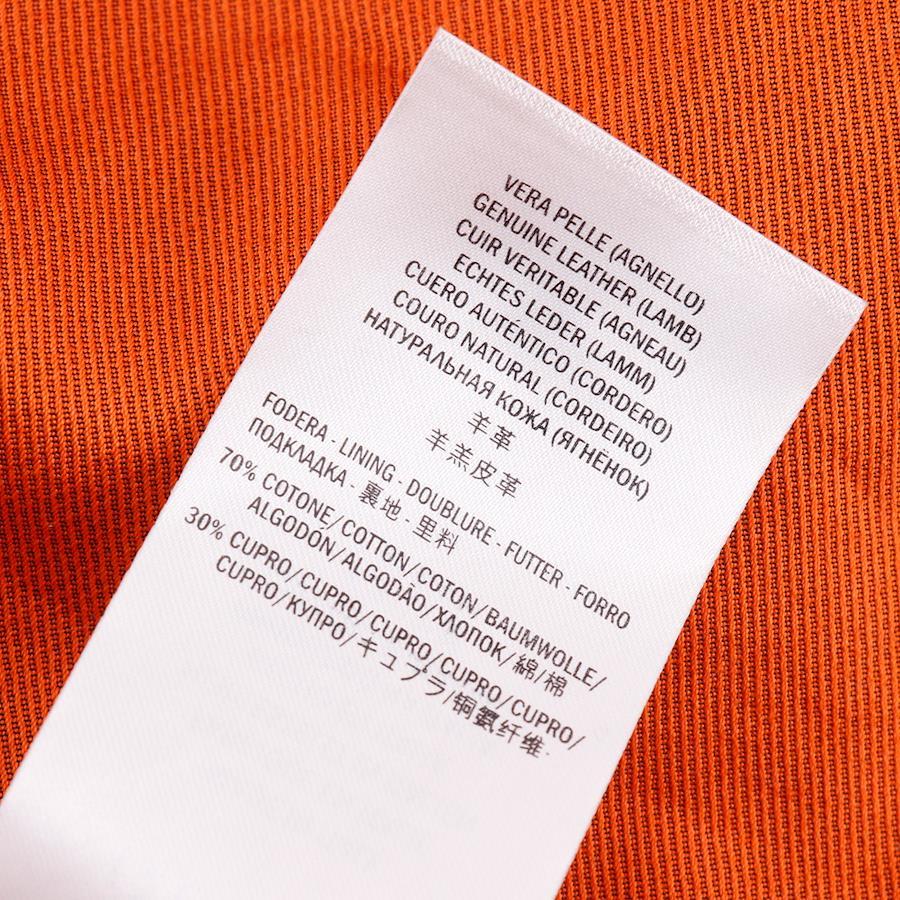 VERA PELLE (AGNELLO)
GENUINE LEATHER (LAMB)
CUIR VERITABLE (AGNEAU)
ECHTES LEDER (LAMM)
CUERO AUTENTICO (CORDERO)
COURO NATURAL (CORDEIRO)
НАТУРАЛЬНАЯ КОЖА (ЯГНЁНОК)
羊革
羊羔皮革
FODERA - LINING - DOUBLURE - FUTTER - FORRO
ПОДКЛАДКА - 裏地 - 里料
70% COTONE/COTTON/COTON/BAUMWOLLE/
ALGODÓN/ALGODÃO/ХЛОПОК/綿/棉
30% CUPRO/CUPRO/CUPRO/CUPRO/CUPRO/
CUPRO/КУПРО/キュプラ/铜氨纤维-